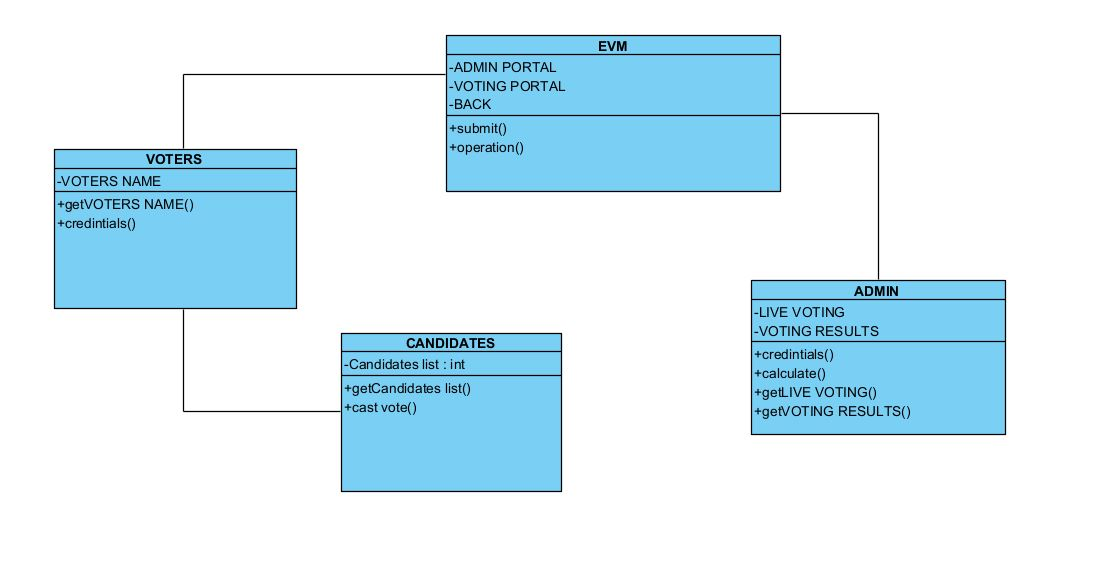 EVM
-ADMIN PORTAL
-VOTING PORTAL
-BACK
+submit()
+operation()
VOTERS
-VOTERS NAME
+getVOTERS NAME()
+credintials()
CANDIDATES
-Candidates list : int
+getCandidates list()
+cast vote()
ADMIN
-LIVE VOTING
-VOTING RESULTS
+credintials()
+calculate()
+getLIVE VOTING()
+getVOTING RESULTS()